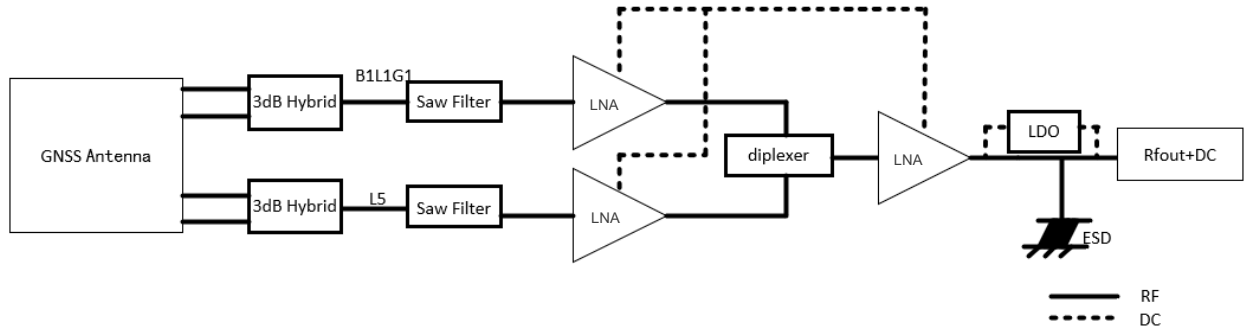 GNSS Antenna
3dB Hybrid
B1L1G1
Saw Filter
LNA
3dB Hybrid
L5
Saw Filter
LNA
diplexer
LNA
LDO
Rfout+DC
ESD
RF
DC